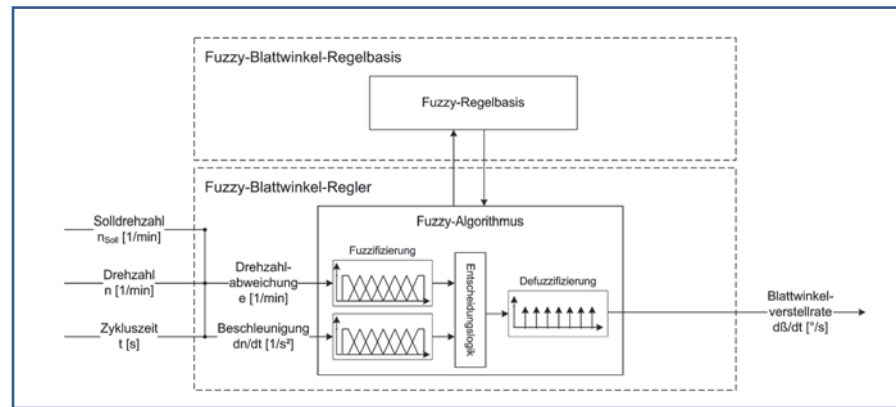 Fuzzy-Blattwinkel-Regelbasis
Fuzzy-Regelbasis
Fuzzy-Blattwinkel-Regler
Fuzzy-Algorithmus
Solldrehzahl
nSoll [1/min]
Fuzzifizierung
Drehzahl
n [1/min]
Drehzahl-
abweichung
e [1/min]
Entscheidungslogik
Defuzzifizierung
Blattwinkel-
verstellrate
dß/dt [°/s]
Zykluszeit
t [s]
Beschleunigung
dn/dt [1/s²]